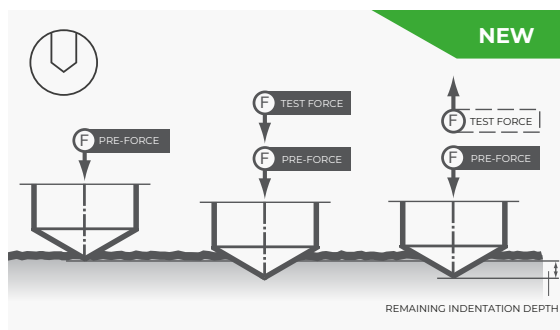 NEW
F PRE-FORCE
F TEST FORCE
F PRE-FORCE
F TEST FORCE
F PRE-FORCE
REMAINING INDENTATION DEPTH